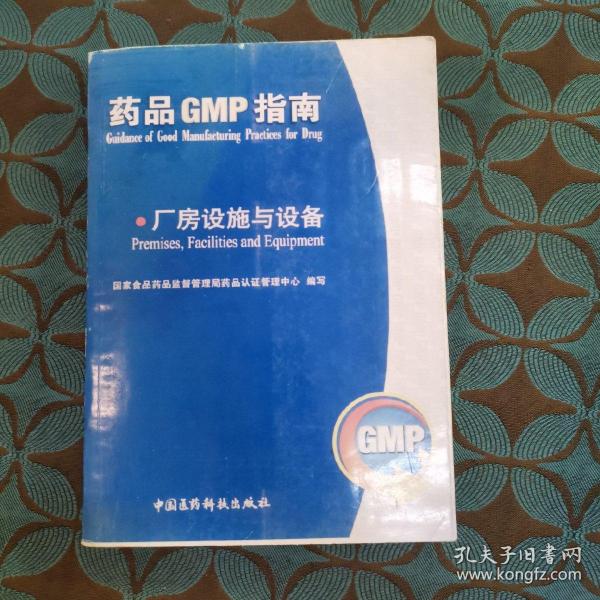 药品GMP指南
Guidance of Good Manufacturing Practices for Drug
•厂房设施与设备
Premises, Facilities and Equipment
国家食品药品监督管理局药品认证管理中心 编写
GMP
中国医药科技出版社
孔夫子旧书网
www.kongfz.com